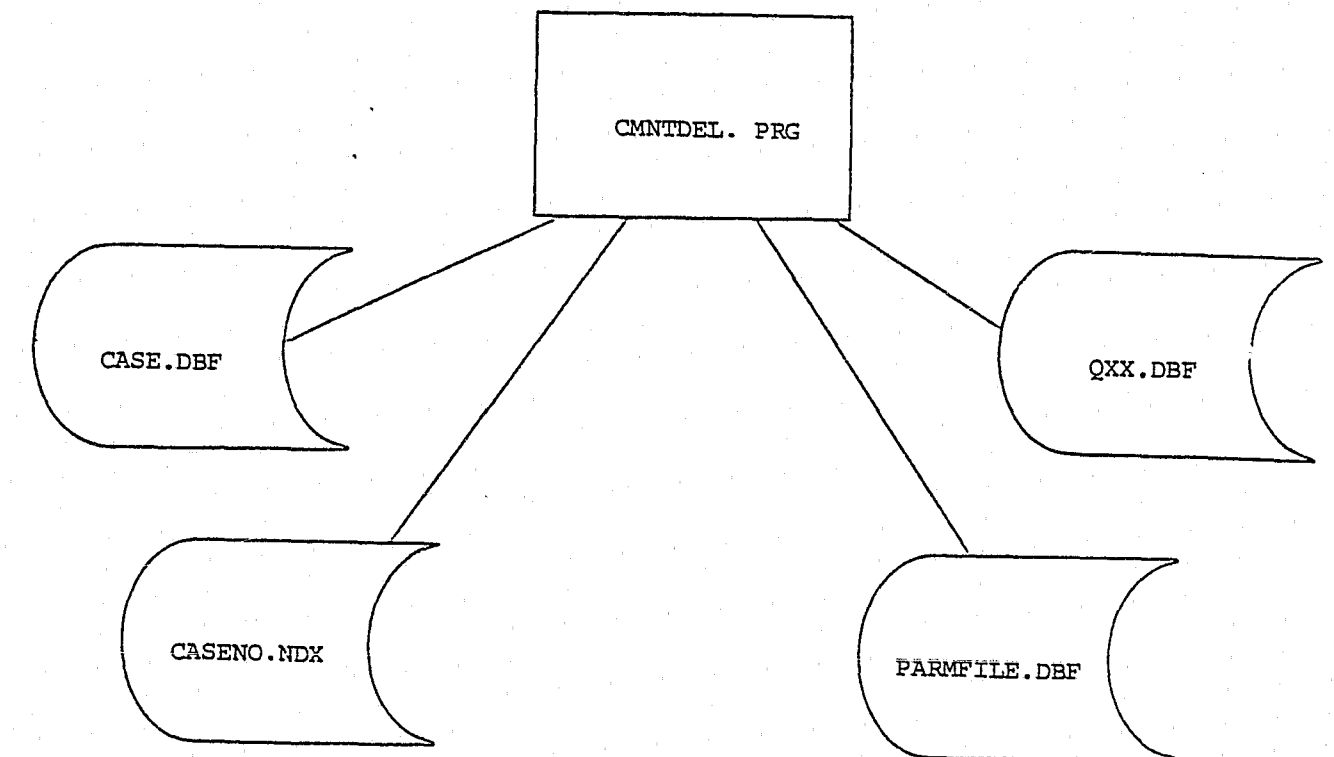 CMNTDEL. PRG
CASE.DBF
QXX.DBF
CASENO.NDX
PARMFILE.DBF